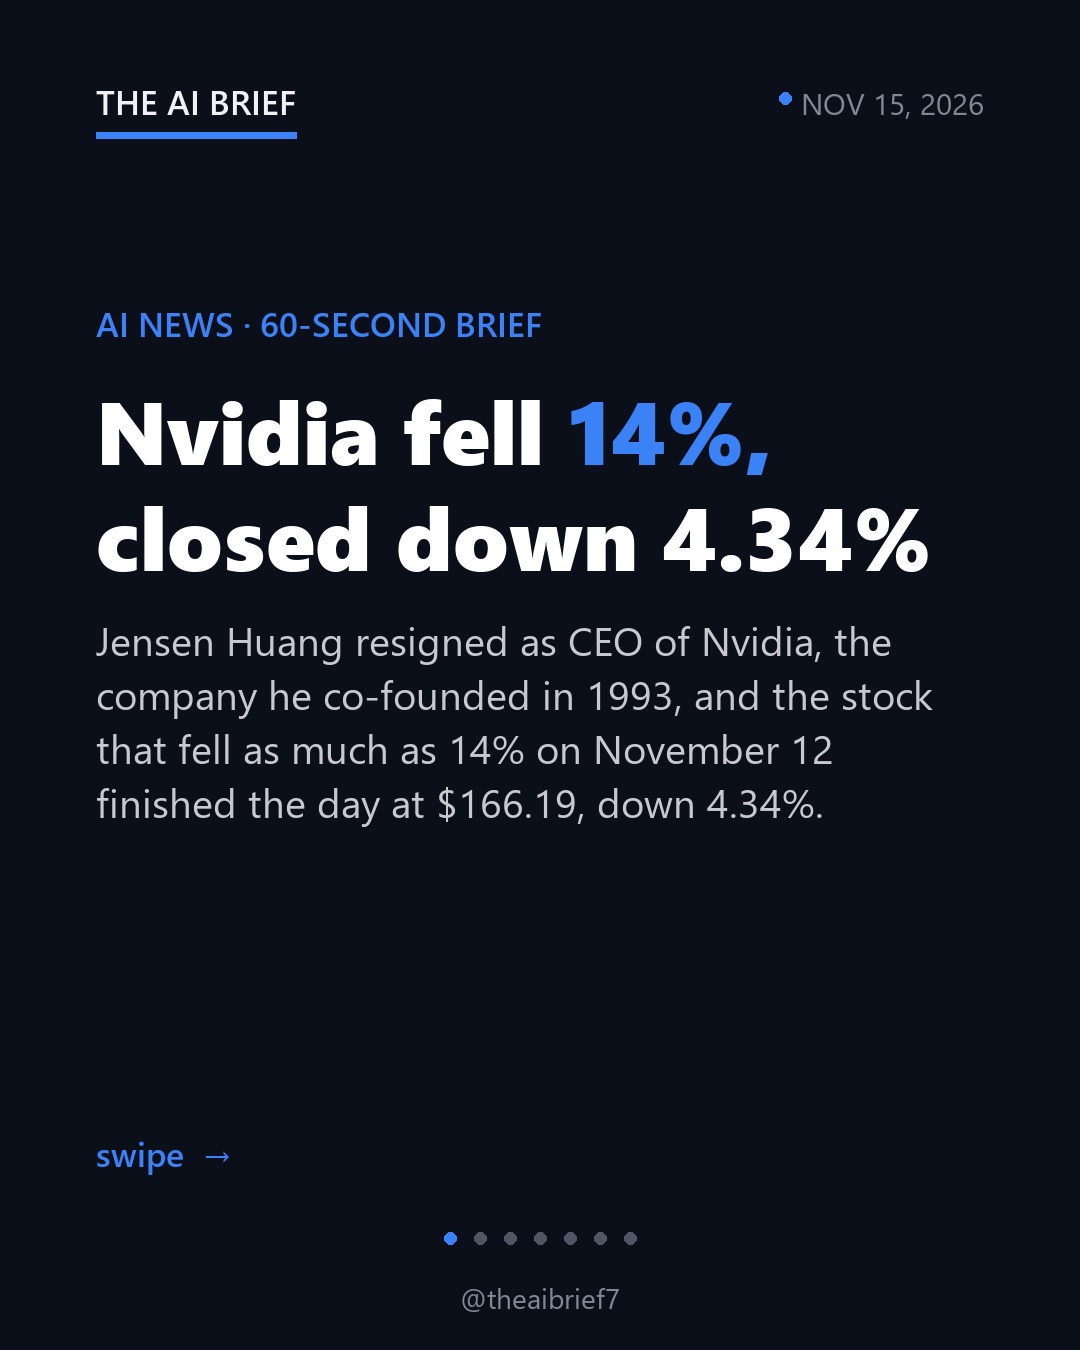 THE AI BRIEF
NOV 15, 2026
AI NEWS · 60-SECOND BRIEF
Nvidia fell 14%,
closed down 4.34%
Jensen Huang resigned as CEO of Nvidia, the
company he co-founded in 1993, and the stock
that fell as much as 14% on November 12
finished the day at $166.19, down 4.34%.
swipe →
@theaibrief7